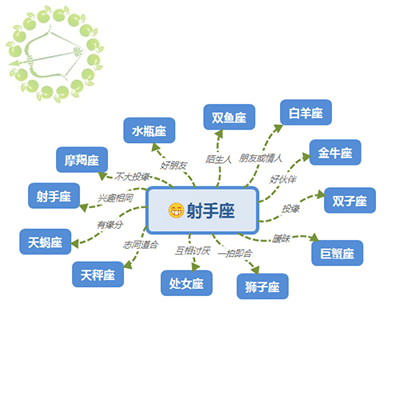 双鱼座
白羊座
水瓶座
陌生人
朋友或情人
金牛座
摩羯座
好朋友
好伙伴
不大投缘
射手座
兴趣相同
射手座
投缘
双子座
有缘分
天蝎座
志同道合
互相讨厌
一拍即合
暧昧
巨蟹座
天秤座
处女座
狮子座